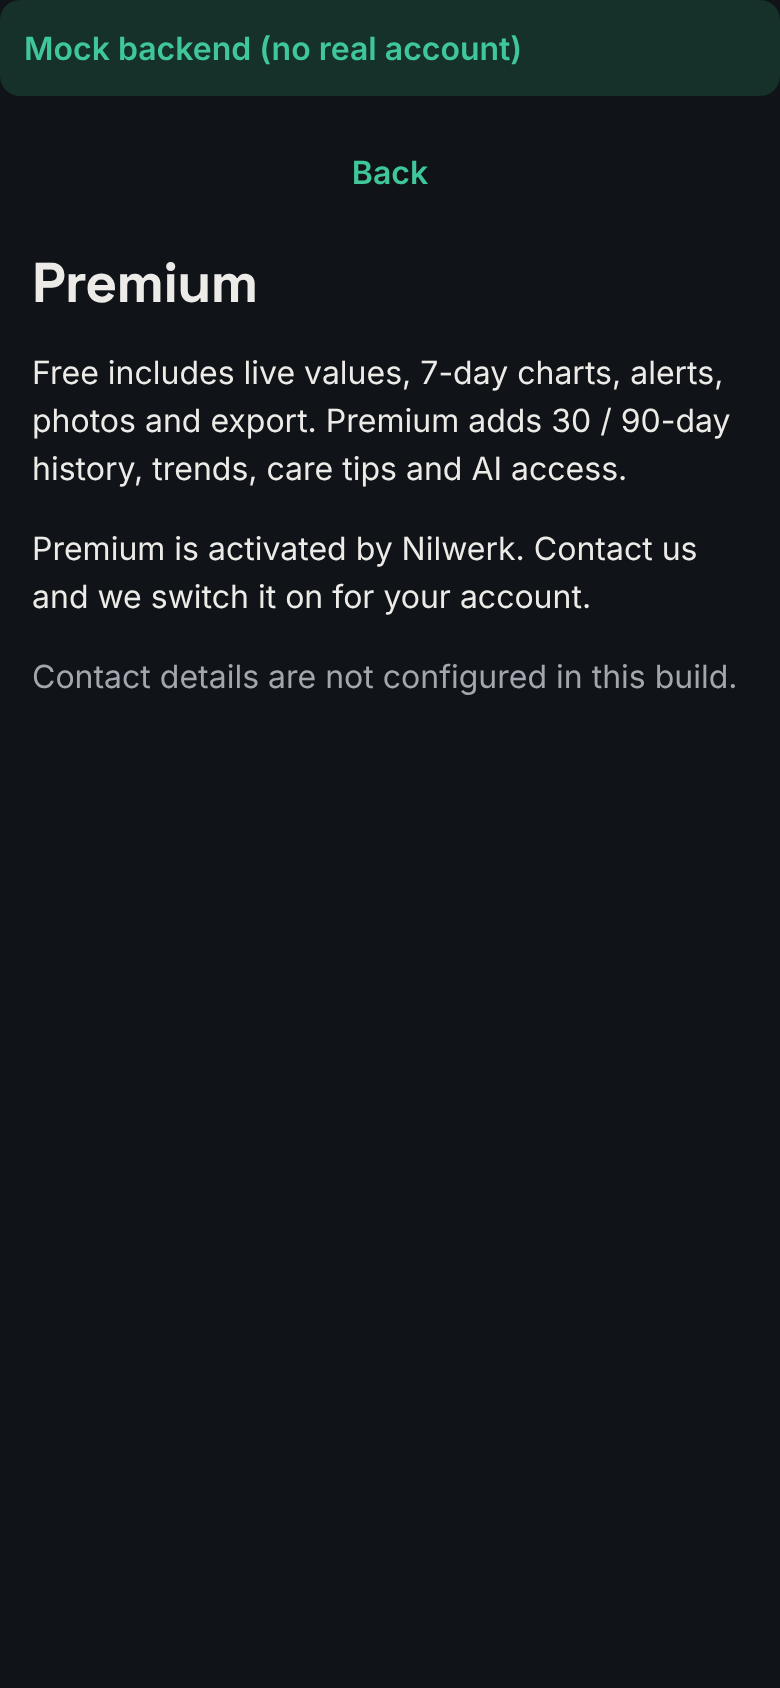 Mock backend (no real account)
Back
Premium
Free includes live values, 7-day charts, alerts,
photos and export. Premium adds 30 / 90-day
history, trends, care tips and AI access.
Premium is activated by Nilwerk. Contact us
and we switch it on for your account.
Contact details are not configured in this build.